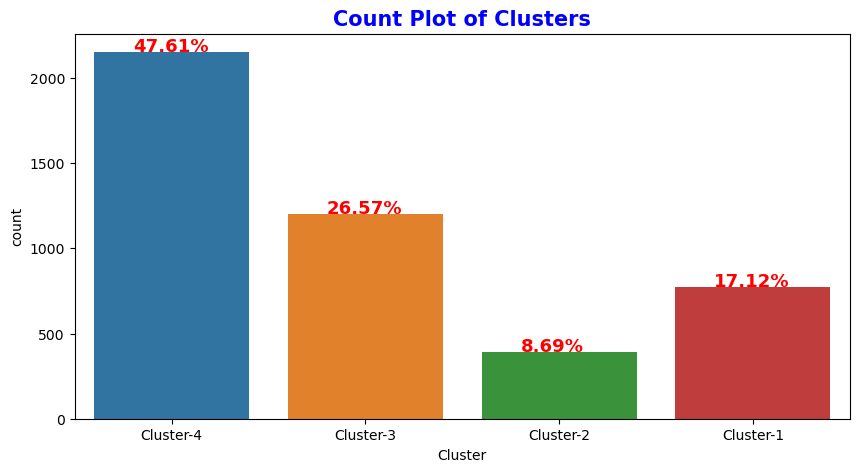 Count Plot of Clusters
47.61%
26.57%
8.69%
17.12%
2000
1500
1000
500
0
count
Cluster-4
Cluster-3
Cluster-2
Cluster-1
Cluster